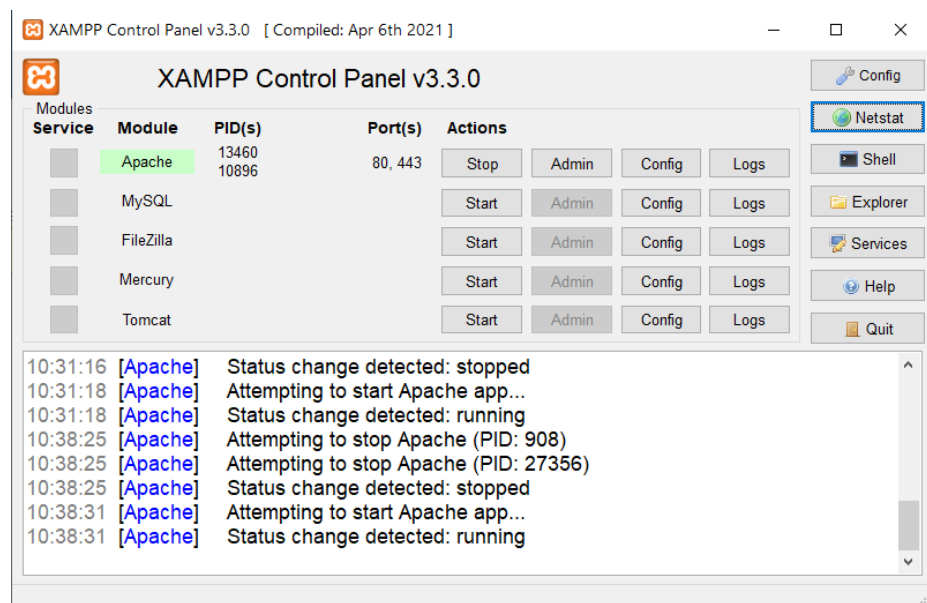 XAMPP Control Panel v3.3.0 [ Compiled: Apr 6th 2021 ]
XAMPP Control Panel v3.3.0
Config
Modules
Service Module PID(s) Port(s) Actions
Netstat
Apache 13460 10896 80, 443 Stop Admin Config Logs
Shell
MySQL Start Admin Config Logs
Explorer
FileZilla Start Admin Config Logs
Services
Mercury Start Admin Config Logs
Help
Tomcat Start Admin Config Logs
Quit
10:31:16 [Apache] Status change detected: stopped
10:31:18 [Apache] Attempting to start Apache app...
10:31:18 [Apache] Status change detected: running
10:38:25 [Apache] Attempting to stop Apache (PID: 908)
10:38:25 [Apache] Attempting to stop Apache (PID: 27356)
10:38:25 [Apache] Status change detected: stopped
10:38:31 [Apache] Attempting to start Apache app...
10:38:31 [Apache] Status change detected: running